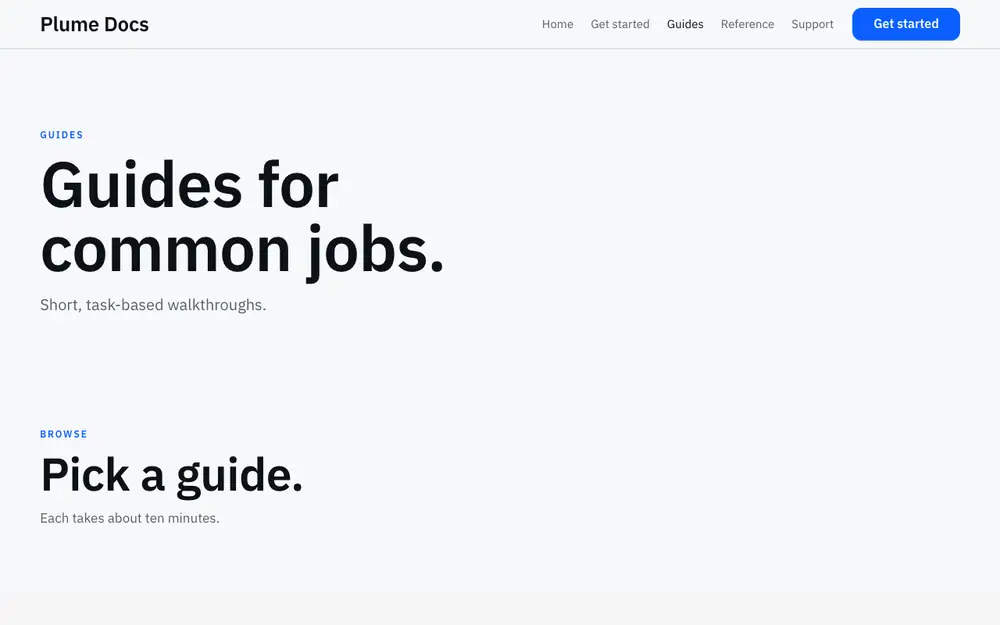 Plume Docs
Home Get started Guides Reference Support Get started
GUIDES
Guides for
common jobs.
Short, task-based walkthroughs.
BROWSE
Pick a guide.
Each takes about ten minutes.